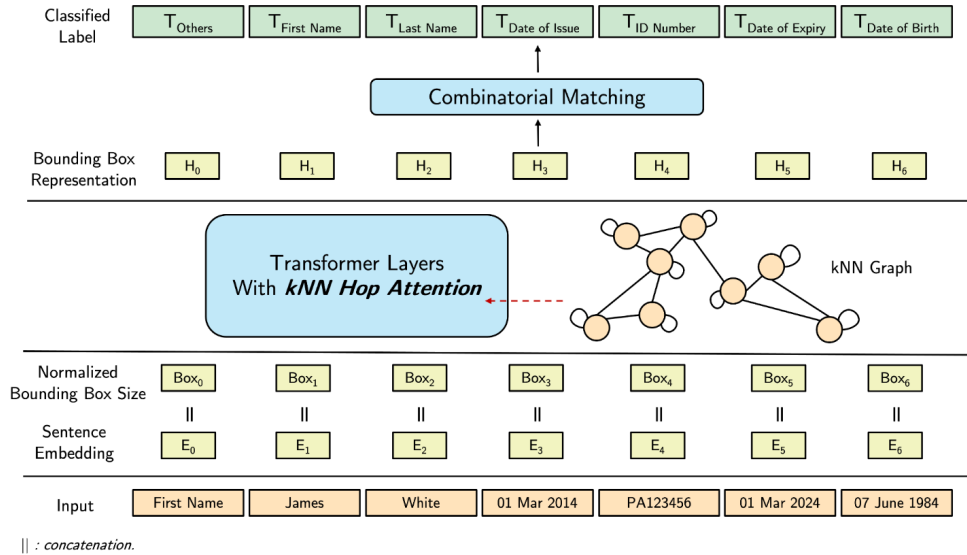 Classified Label
T_Others T_First Name T_Last Name T_Date of Issue T_ID Number T_Date of Expiry T_Date of Birth
Combinatorial Matching
Bounding Box Representation
H_0 H_1 H_2 H_3 H_4 H_5 H_6
Transformer Layers
With kNN Hop Attention
kNN Graph
Normalized Bounding Box Size
Box_0 Box_1 Box_2 Box_3 Box_4 Box_5 Box_6
|| || || || || || ||
Sentence Embedding
E_0 E_1 E_2 E_3 E_4 E_5 E_6
Input
First Name James White 01 Mar 2014 PA123456 01 Mar 2024 07 June 1984
|| : concatenation.